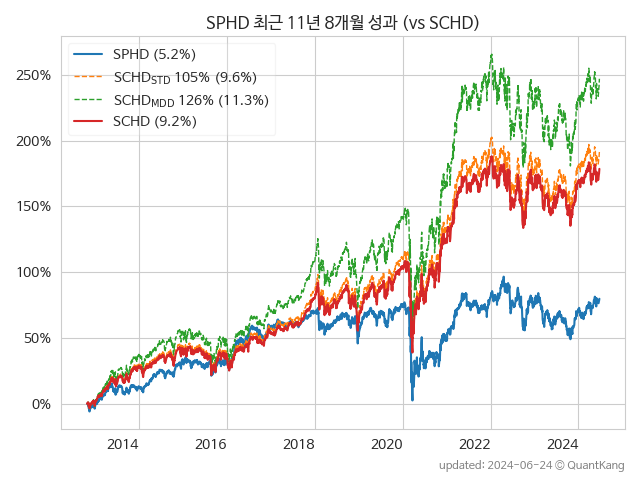 SPHD 최근 11년 8개월 성과 (vs SCHD)
SPHD (5.2%)
SCHD_STD 105% (9.6%)
SCHD_MDD 126% (11.3%)
SCHD (9.2%)
250%
200%
150%
100%
50%
0%
2014 2016 2018 2020 2022 2024
updated: 2024-06-24 © QuantKang